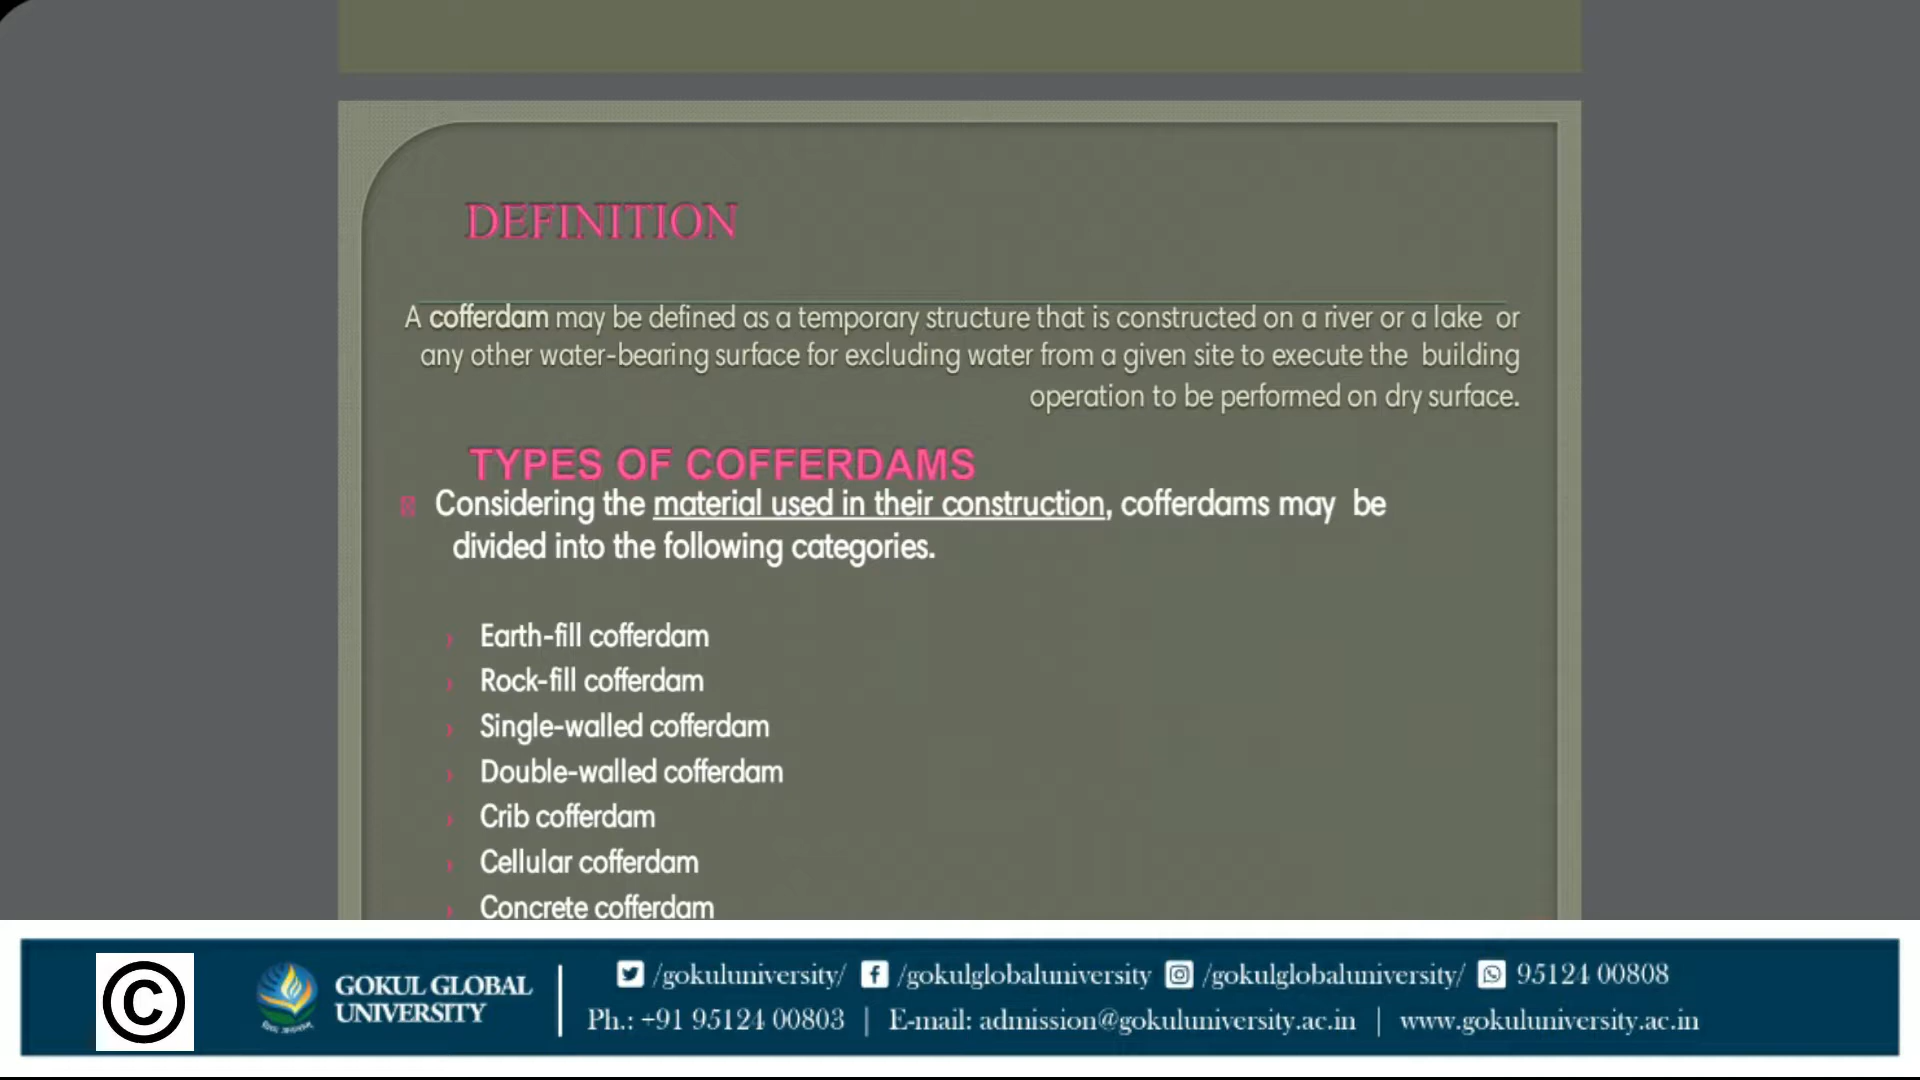 DEFINITION
A cofferdam may be defined as a temporary structure that is constructed on a river or a lake or
any other water-bearing surface for excluding water from a given site to execute the building
operation to be performed on dry surface.
TYPES OF COFFERDAMS
Considering the material used in their construction, cofferdams may be
divided into the following categories.
Earth-fill cofferdam
Rock-fill cofferdam
Single-walled cofferdam
Double-walled cofferdam
Crib cofferdam
Cellular cofferdam
Concrete cofferdam
©
GOKUL GLOBAL
UNIVERSITY
/gokuluniversity/ /gokulglobaluniversity /gokulglobaluniversity/ 95124 00808
Ph.: +91 95124 00803 | E-mail: admission@gokuluniversity.ac.in | www.gokuluniversity.ac.in